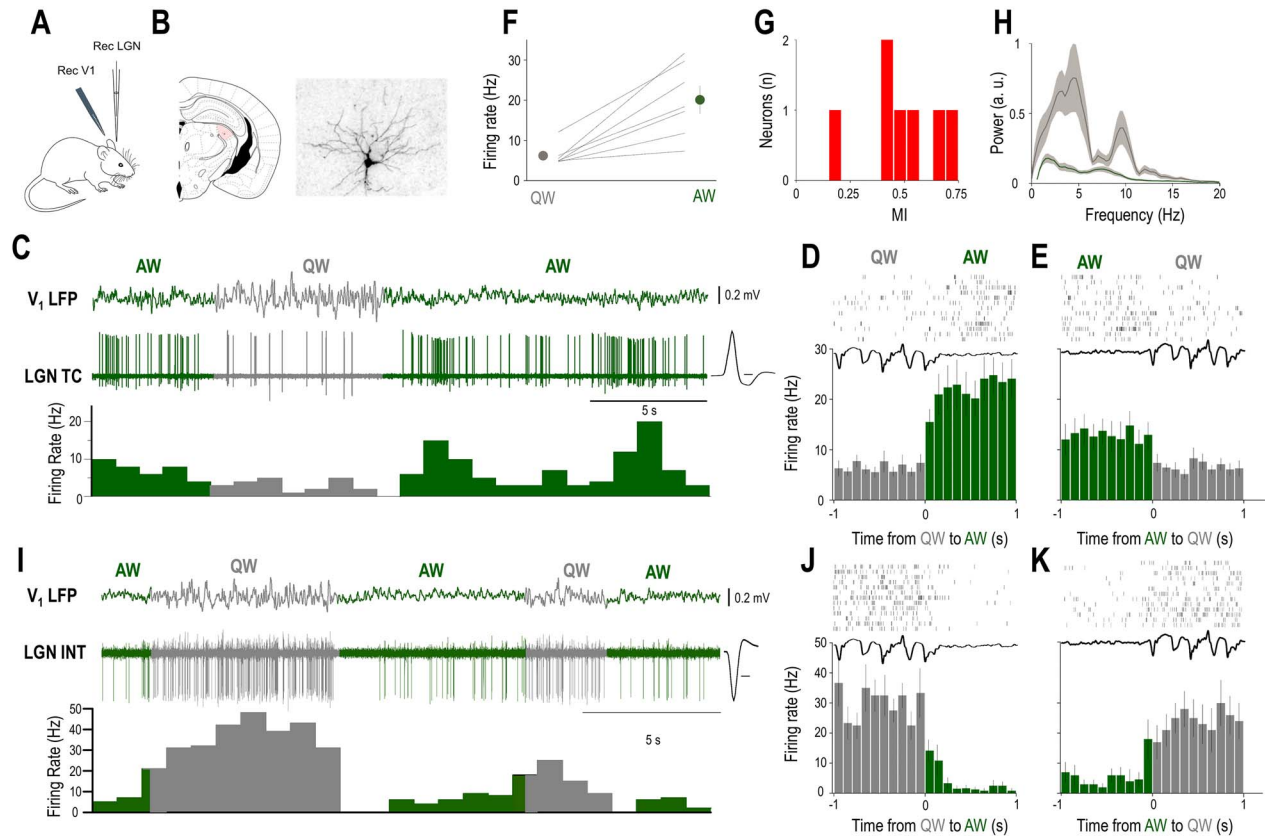 A
Rec LGN
Rec V1
B
F
Firing rate (Hz)
30
20
10
0
QW
AW
G
Neurons (n)
2
1
0
0
0.25
0.5
0.75
MI
H
Power (a. u.)
1
0.5
0
0
5
10
15
20
Frequency (Hz)
C
AW
QW
AW
V1 LFP
0.2 mV
LGN TC
5 s
Firing Rate (Hz)
20
10
0
D
QW
AW
30
20
10
0
Firing rate (Hz)
-1
0
1
Time from QW to AW (s)
E
AW
QW
-1
0
1
Time from AW to QW (s)
I
AW
QW
AW
QW
AW
V1 LFP
0.2 mV
LGN INT
5 s
Firing Rate (Hz)
50
40
30
20
10
0
J
50
40
30
20
10
0
Firing rate (Hz)
-1
0
1
Time from QW to AW (s)
K
-1
0
1
Time from AW to QW (s)